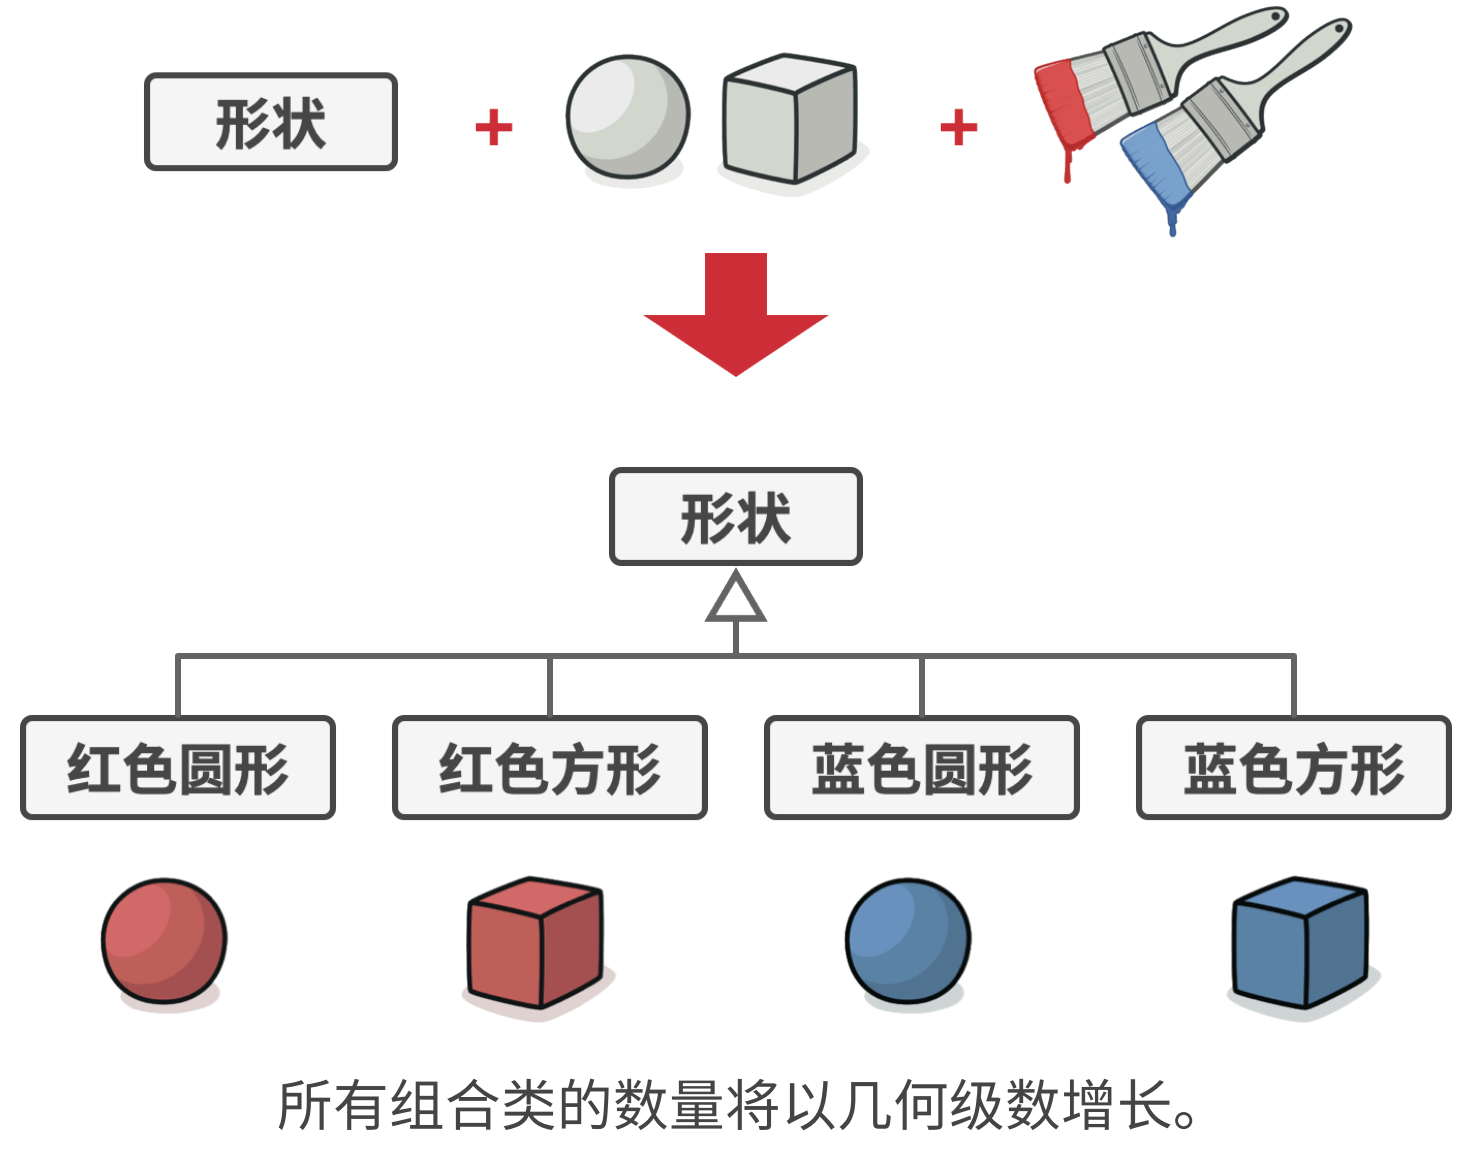 形状
+
+
形状
红色圆形
红色方形
蓝色圆形
蓝色方形
所有组合类的数量将以几何级数增长。